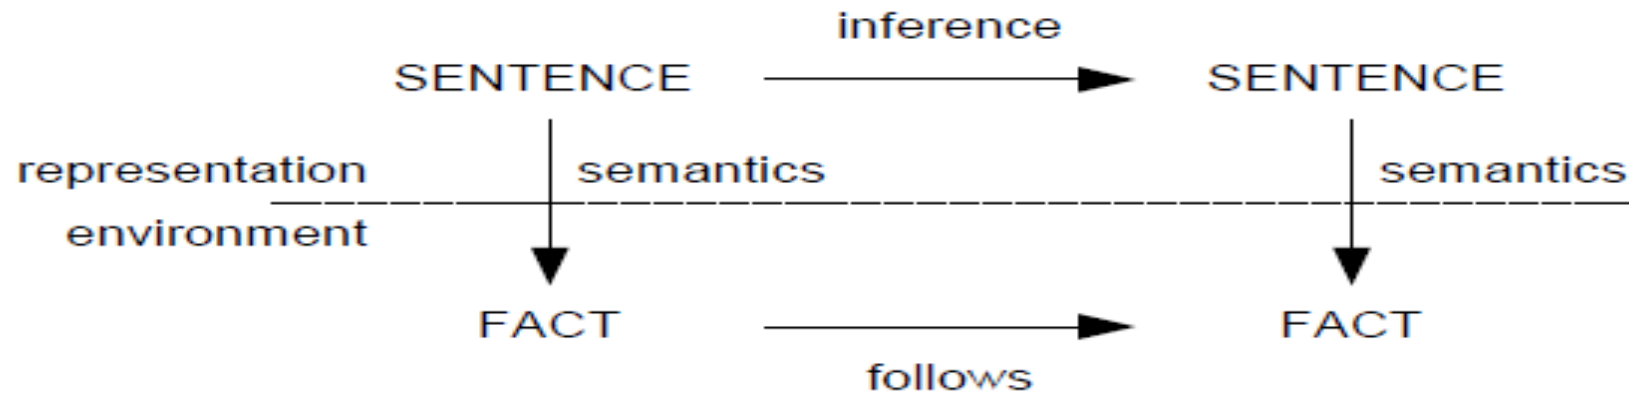 inference
SENTENCE SENTENCE
representation semantics semantics
environment
FACT FACT
follows